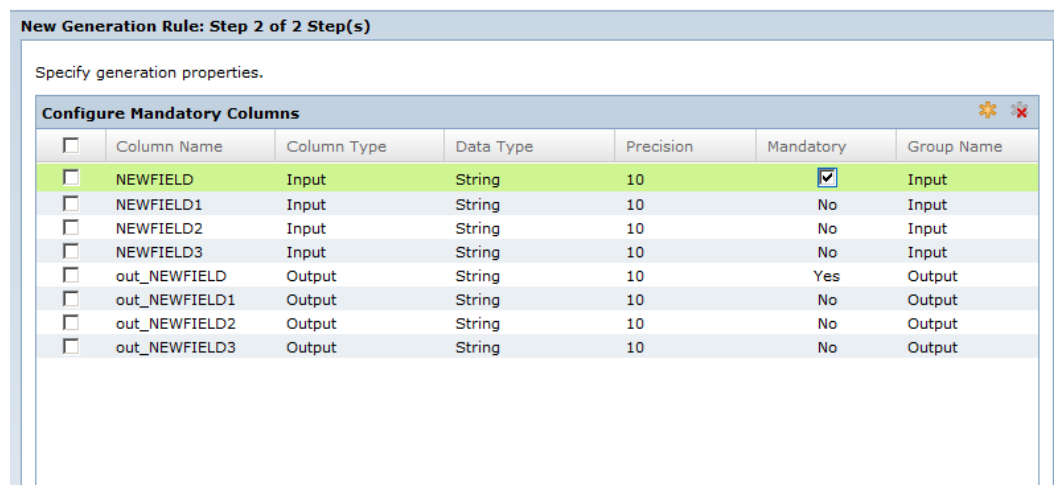 New Generation Rule: Step 2 of 2 Step(s)
Specify generation properties.
Configure Mandatory Columns
Column Name Column Type Data Type Precision Mandatory Group Name
NEWFIELD Input String 10 Input
NEWFIELD1 Input String 10 No Input
NEWFIELD2 Input String 10 No Input
NEWFIELD3 Input String 10 No Input
out_NEWFIELD Output String 10 Yes Output
out_NEWFIELD1 Output String 10 No Output
out_NEWFIELD2 Output String 10 No Output
out_NEWFIELD3 Output String 10 No Output